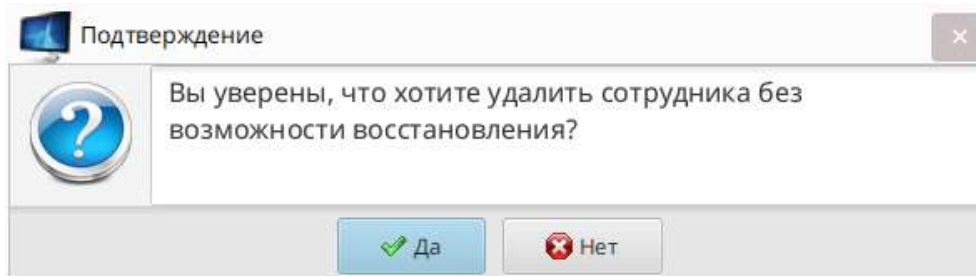 Подтверждение
Вы уверены, что хотите удалить сотрудника без
возможности восстановления?
Да
Нет